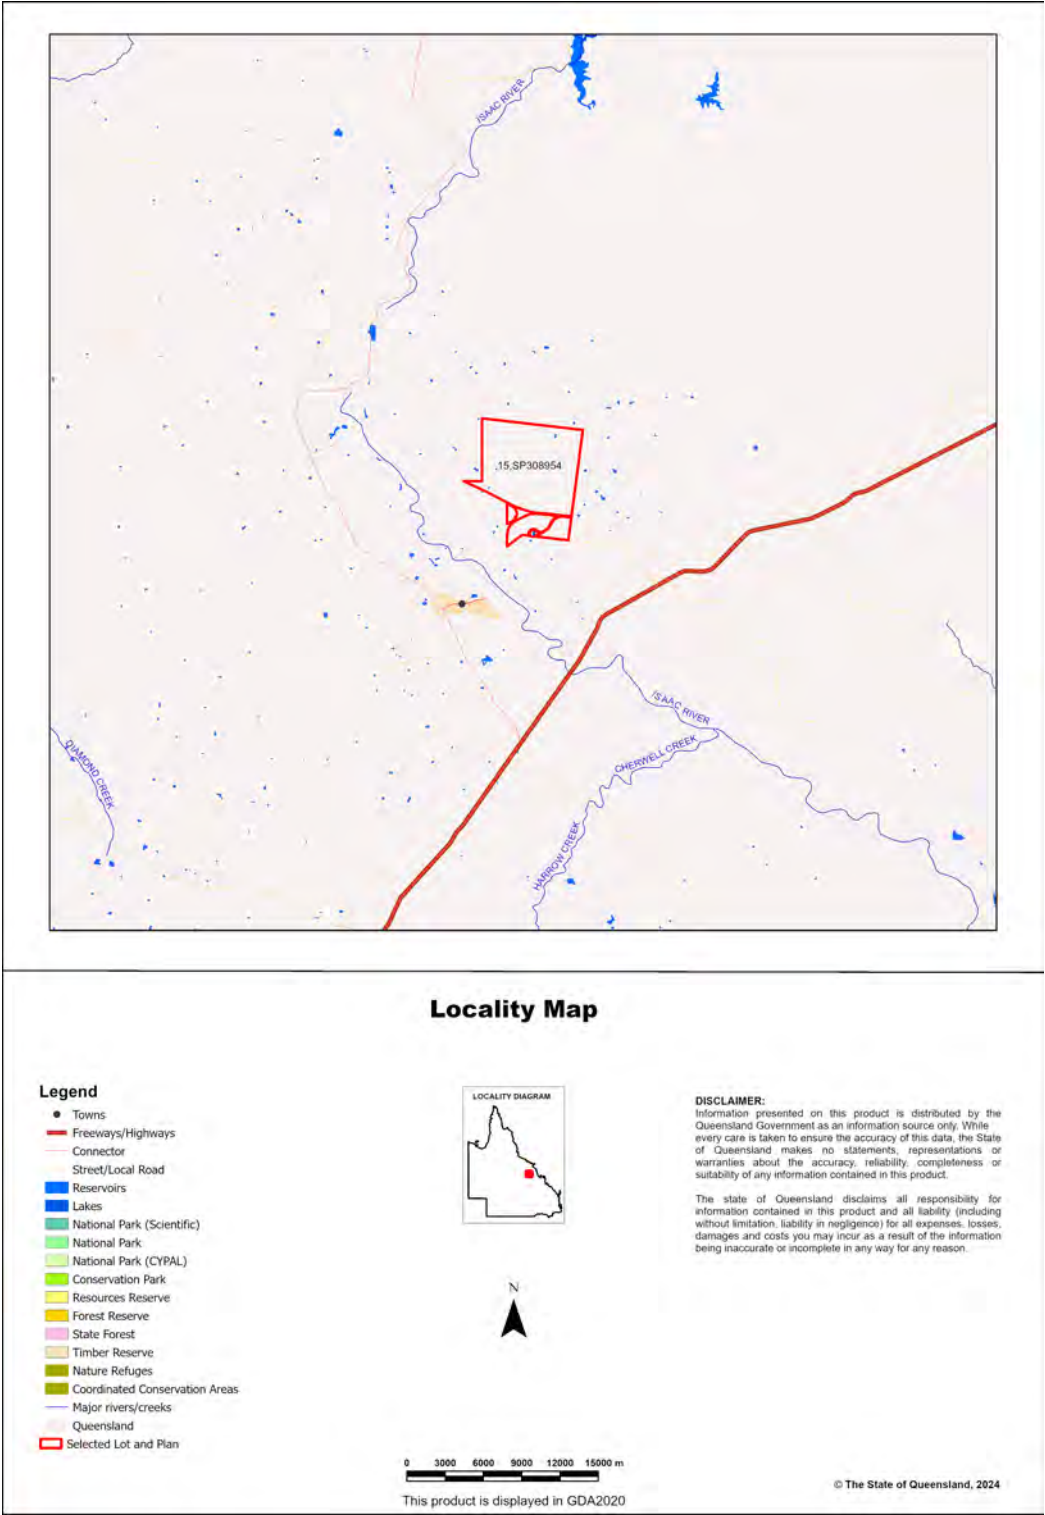 ISAAC RIVER
,15,SP308954
ISAAC RIVER
CHERWELL CREEK
DIAMOND CREEK
HARROW CREEK
Locality Map
Legend
Towns
Freeways/Highways
Connector
Street/Local Road
Reservoirs
Lakes
National Park (Scientific)
National Park
National Park (CYPAL)
Conservation Park
Resources Reserve
Forest Reserve
State Forest
Timber Reserve
Nature Refuges
Coordinated Conservation Areas
Major rivers/creeks
Queensland
Selected Lot and Plan
LOCALITY DIAGRAM
N
0 3000 6000 9000 12000 15000 m
This product is displayed in GDA2020
DISCLAIMER:
Information presented on this product is distributed by the
Queensland Government as an information source only. While
every care is taken to ensure the accuracy of this data, the State
of Queensland makes no statements, representations or
warranties about the accuracy, reliability, completeness or
suitability of any information contained in this product.
The state of Queensland disclaims all responsibility for
information contained in this product and all liability (including
without limitation, liability in negligence) for all expenses, losses,
damages and costs you may incur as a result of the information
being inaccurate or incomplete in any way for any reason.
© The State of Queensland, 2024